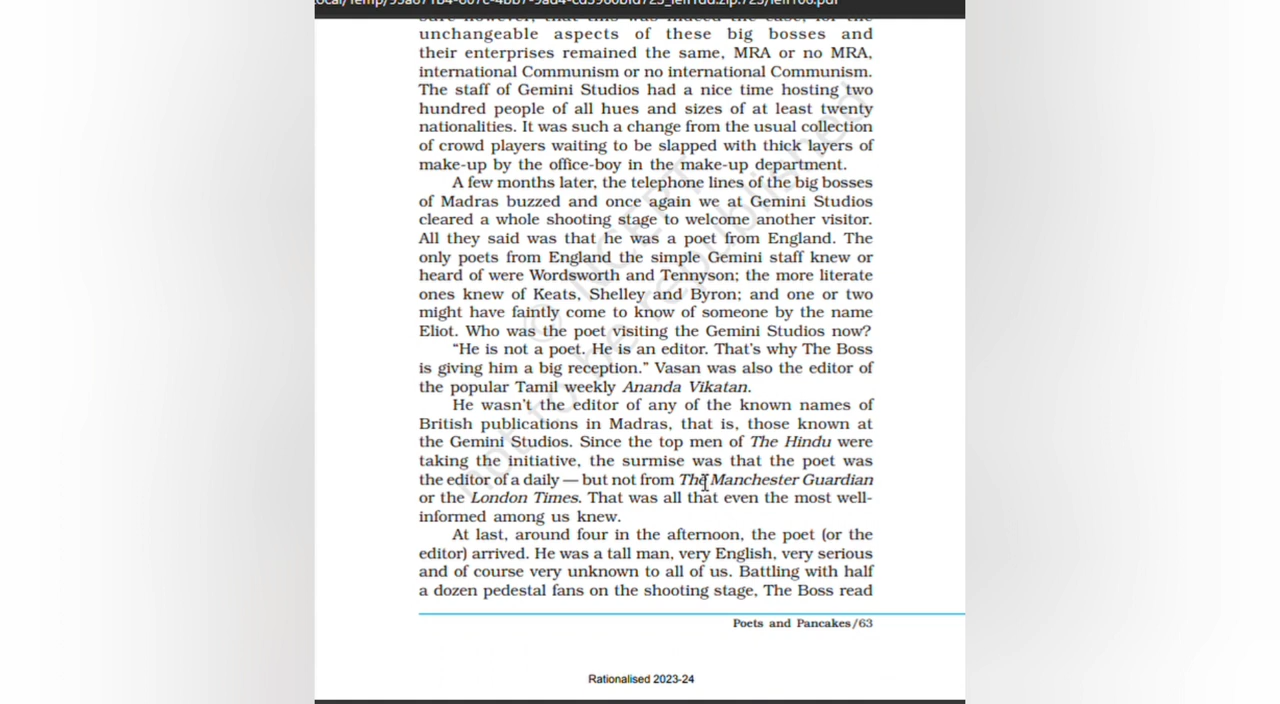 ocal/Temp/
unchangeable aspects of these big bosses and
their enterprises remained the same, MRA or no MRA,
international Communism or no international Communism.
The staff of Gemini Studios had a nice time hosting two
hundred people of all hues and sizes of at least twenty
nationalities. It was such a change from the usual collection
of crowd players waiting to be slapped with thick layers of
make-up by the office-boy in the make-up department.
A few months later, the telephone lines of the big bosses
of Madras buzzed and once again we at Gemini Studios
cleared a whole shooting stage to welcome another visitor.
All they said was that he was a poet from England. The
only poets from England the simple Gemini staff knew or
heard of were Wordsworth and Tennyson; the more literate
ones knew of Keats, Shelley and Byron; and one or two
might have faintly come to know of someone by the name
Eliot. Who was the poet visiting the Gemini Studios now?
“He is not a poet. He is an editor. That’s why The Boss
is giving him a big reception.” Vasan was also the editor of
the popular Tamil weekly Ananda Vikatan.
He wasn’t the editor of any of the known names of
British publications in Madras, that is, those known at
the Gemini Studios. Since the top men of The Hindu were
taking the initiative, the surmise was that the poet was
the editor of a daily — but not from The Manchester Guardian
or the London Times. That was all that even the most well-
informed among us knew.
At last, around four in the afternoon, the poet (or the
editor) arrived. He was a tall man, very English, very serious
and of course very unknown to all of us. Battling with half
a dozen pedestal fans on the shooting stage, The Boss read
Poets and Pancakes/63
Rationalised 2023-24
© NCERT
not to be republished